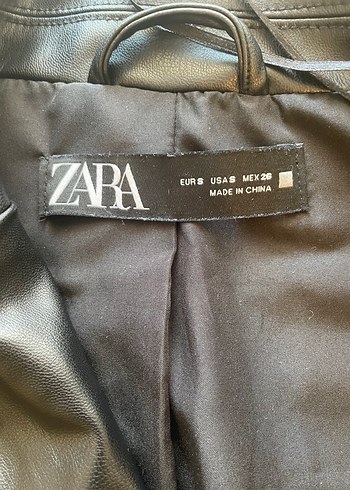 ZARA
EUR S USA S MEX 26
MADE IN CHINA